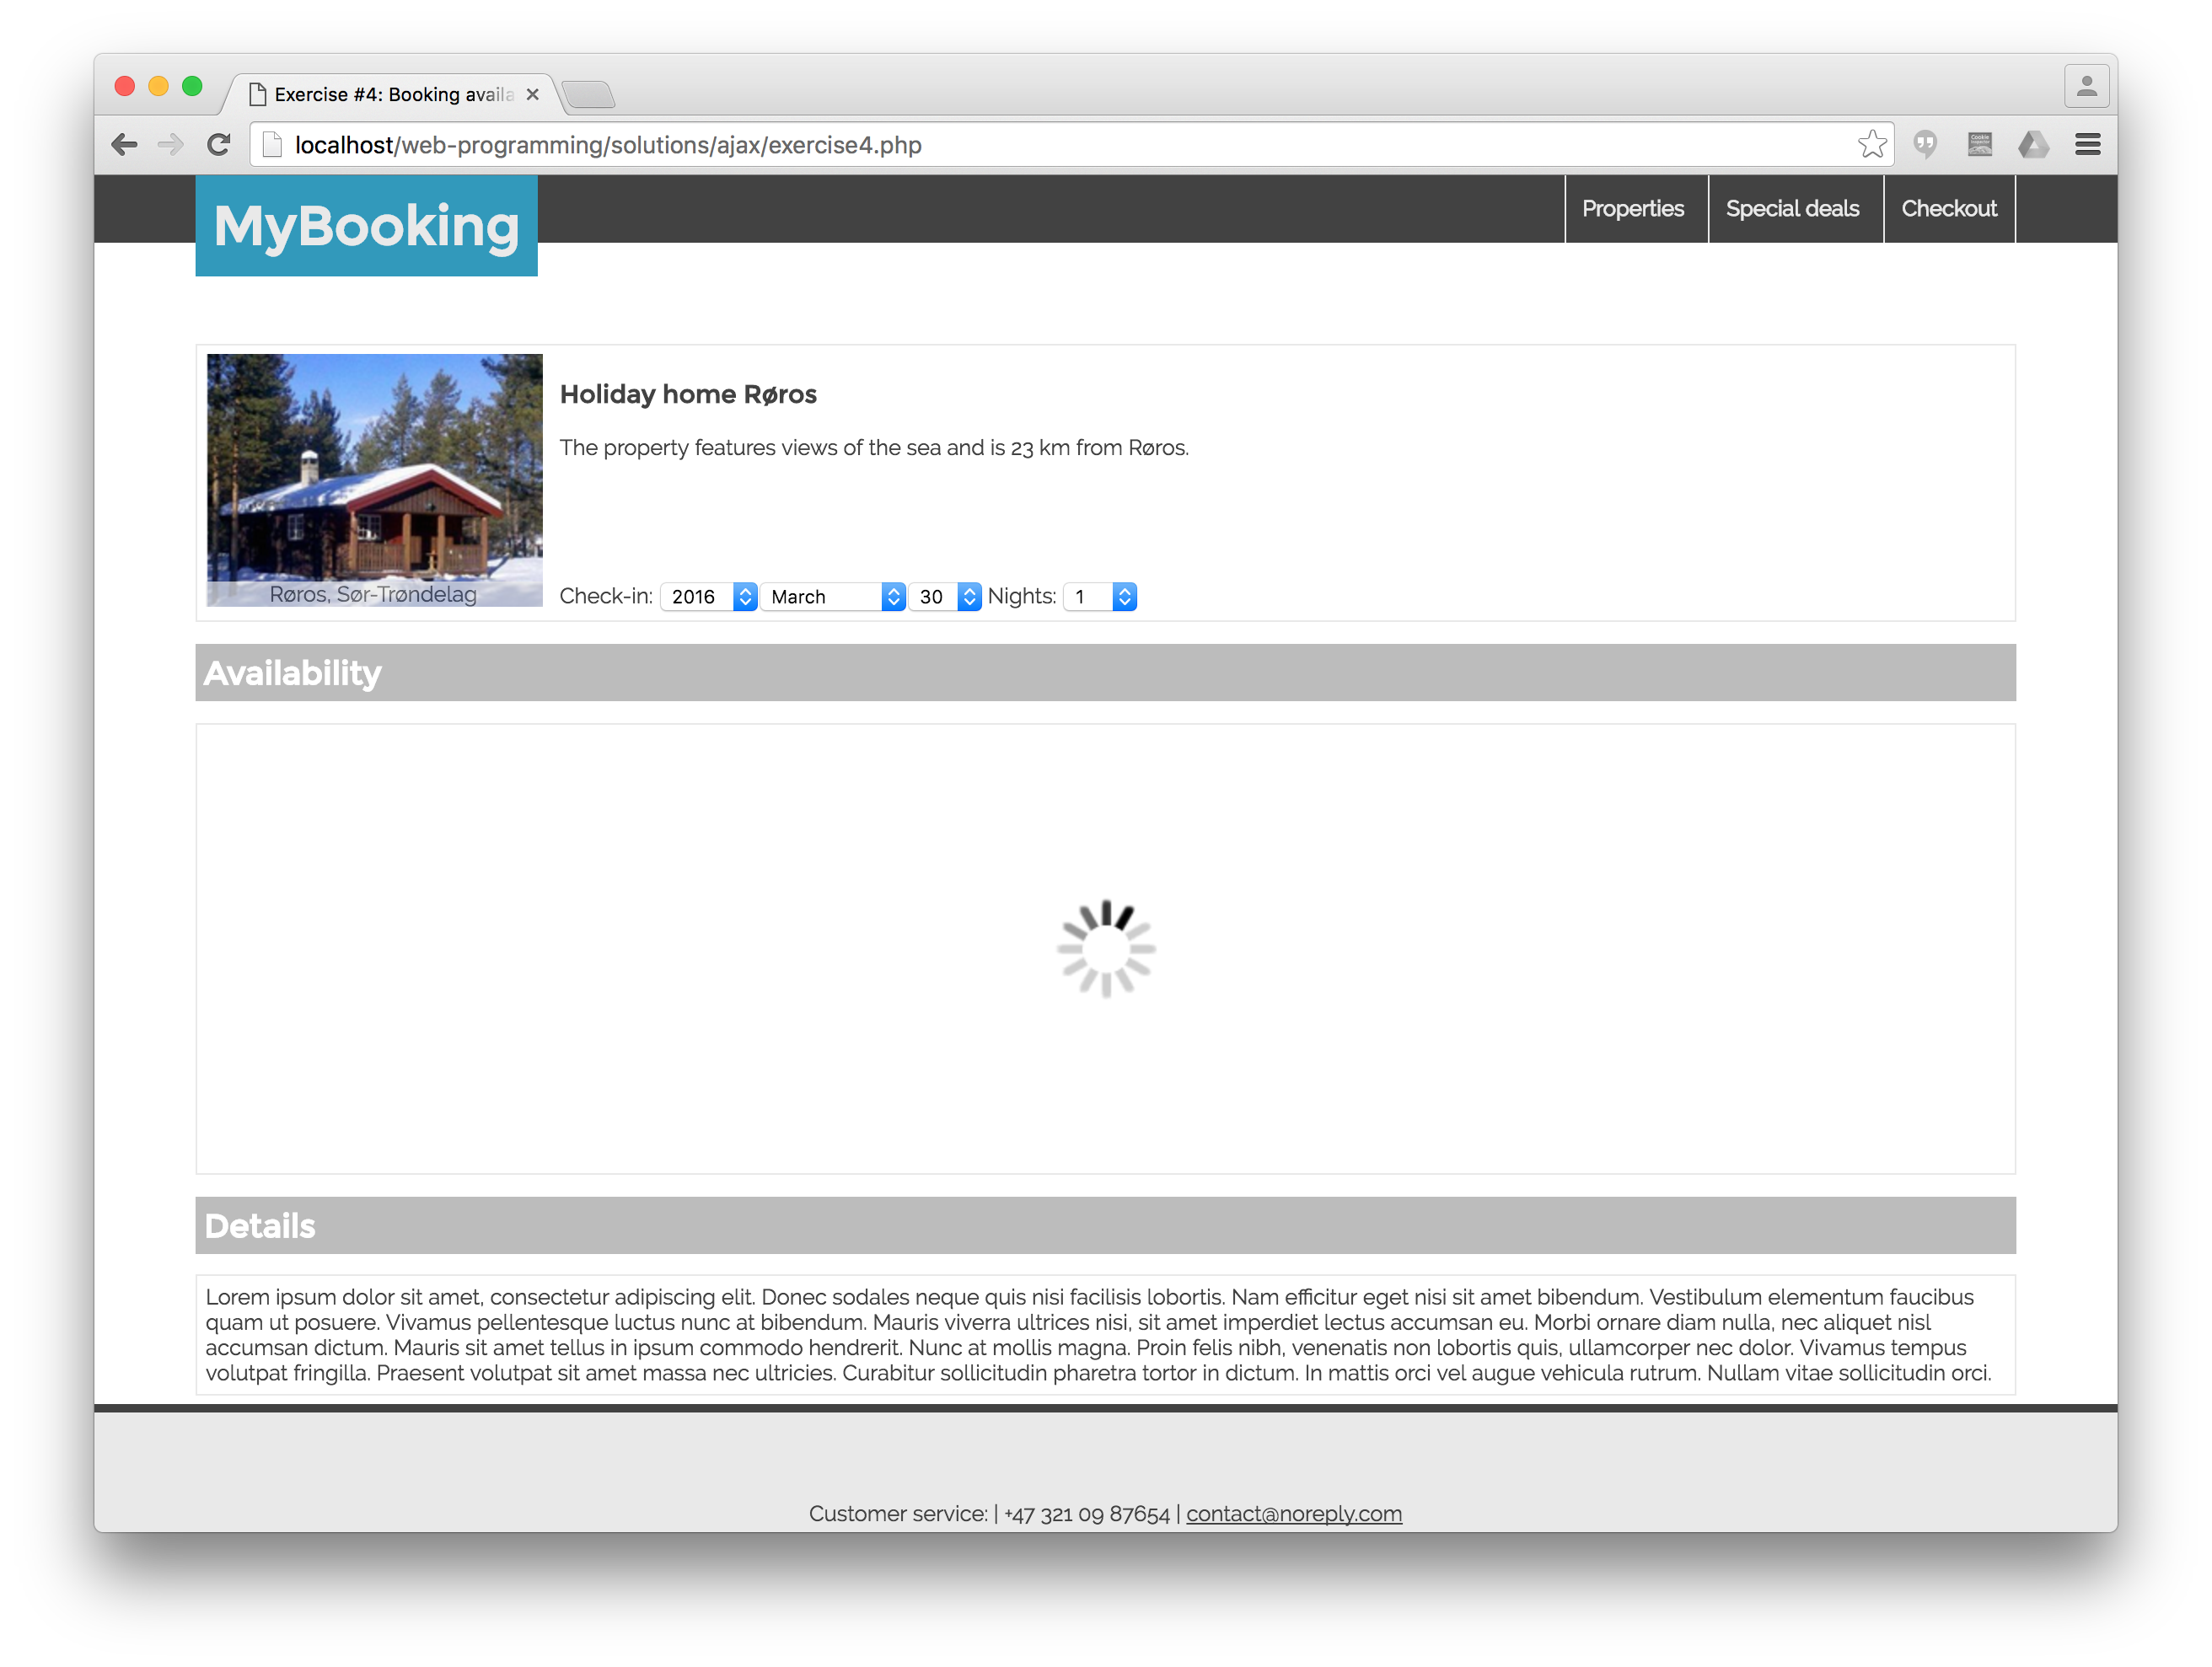 Exercise #4: Booking availa
localhost/web-programming/solutions/ajax/exercise4.php
MyBooking
Properties
Special deals
Checkout
Holiday home Røros
The property features views of the sea and is 23 km from Røros.
Røros, Sør-Trøndelag
Check-in: 2016 March 30 Nights: 1
Availability
Details
Lorem ipsum dolor sit amet, consectetur adipiscing elit. Donec sodales neque quis nisi facilisis lobortis. Nam efficitur eget nisi sit amet bibendum. Vestibulum elementum faucibus
quam ut posuere. Vivamus pellentesque luctus nunc at bibendum. Mauris viverra ultrices nisi, sit amet imperdiet lectus accumsan eu. Morbi ornare diam nulla, nec aliquet nisl
accumsan dictum. Mauris sit amet tellus in ipsum commodo hendrerit. Nunc at mollis magna. Proin felis nibh, venenatis non lobortis quis, ullamcorper nec dolor. Vivamus tempus
volutpat fringilla. Praesent volutpat sit amet massa nec ultricies. Curabitur sollicitudin pharetra tortor in dictum. In mattis orci vel augue vehicula rutrum. Nullam vitae sollicitudin orci.
Customer service: | +47 321 09 87654 | contact@noreply.com